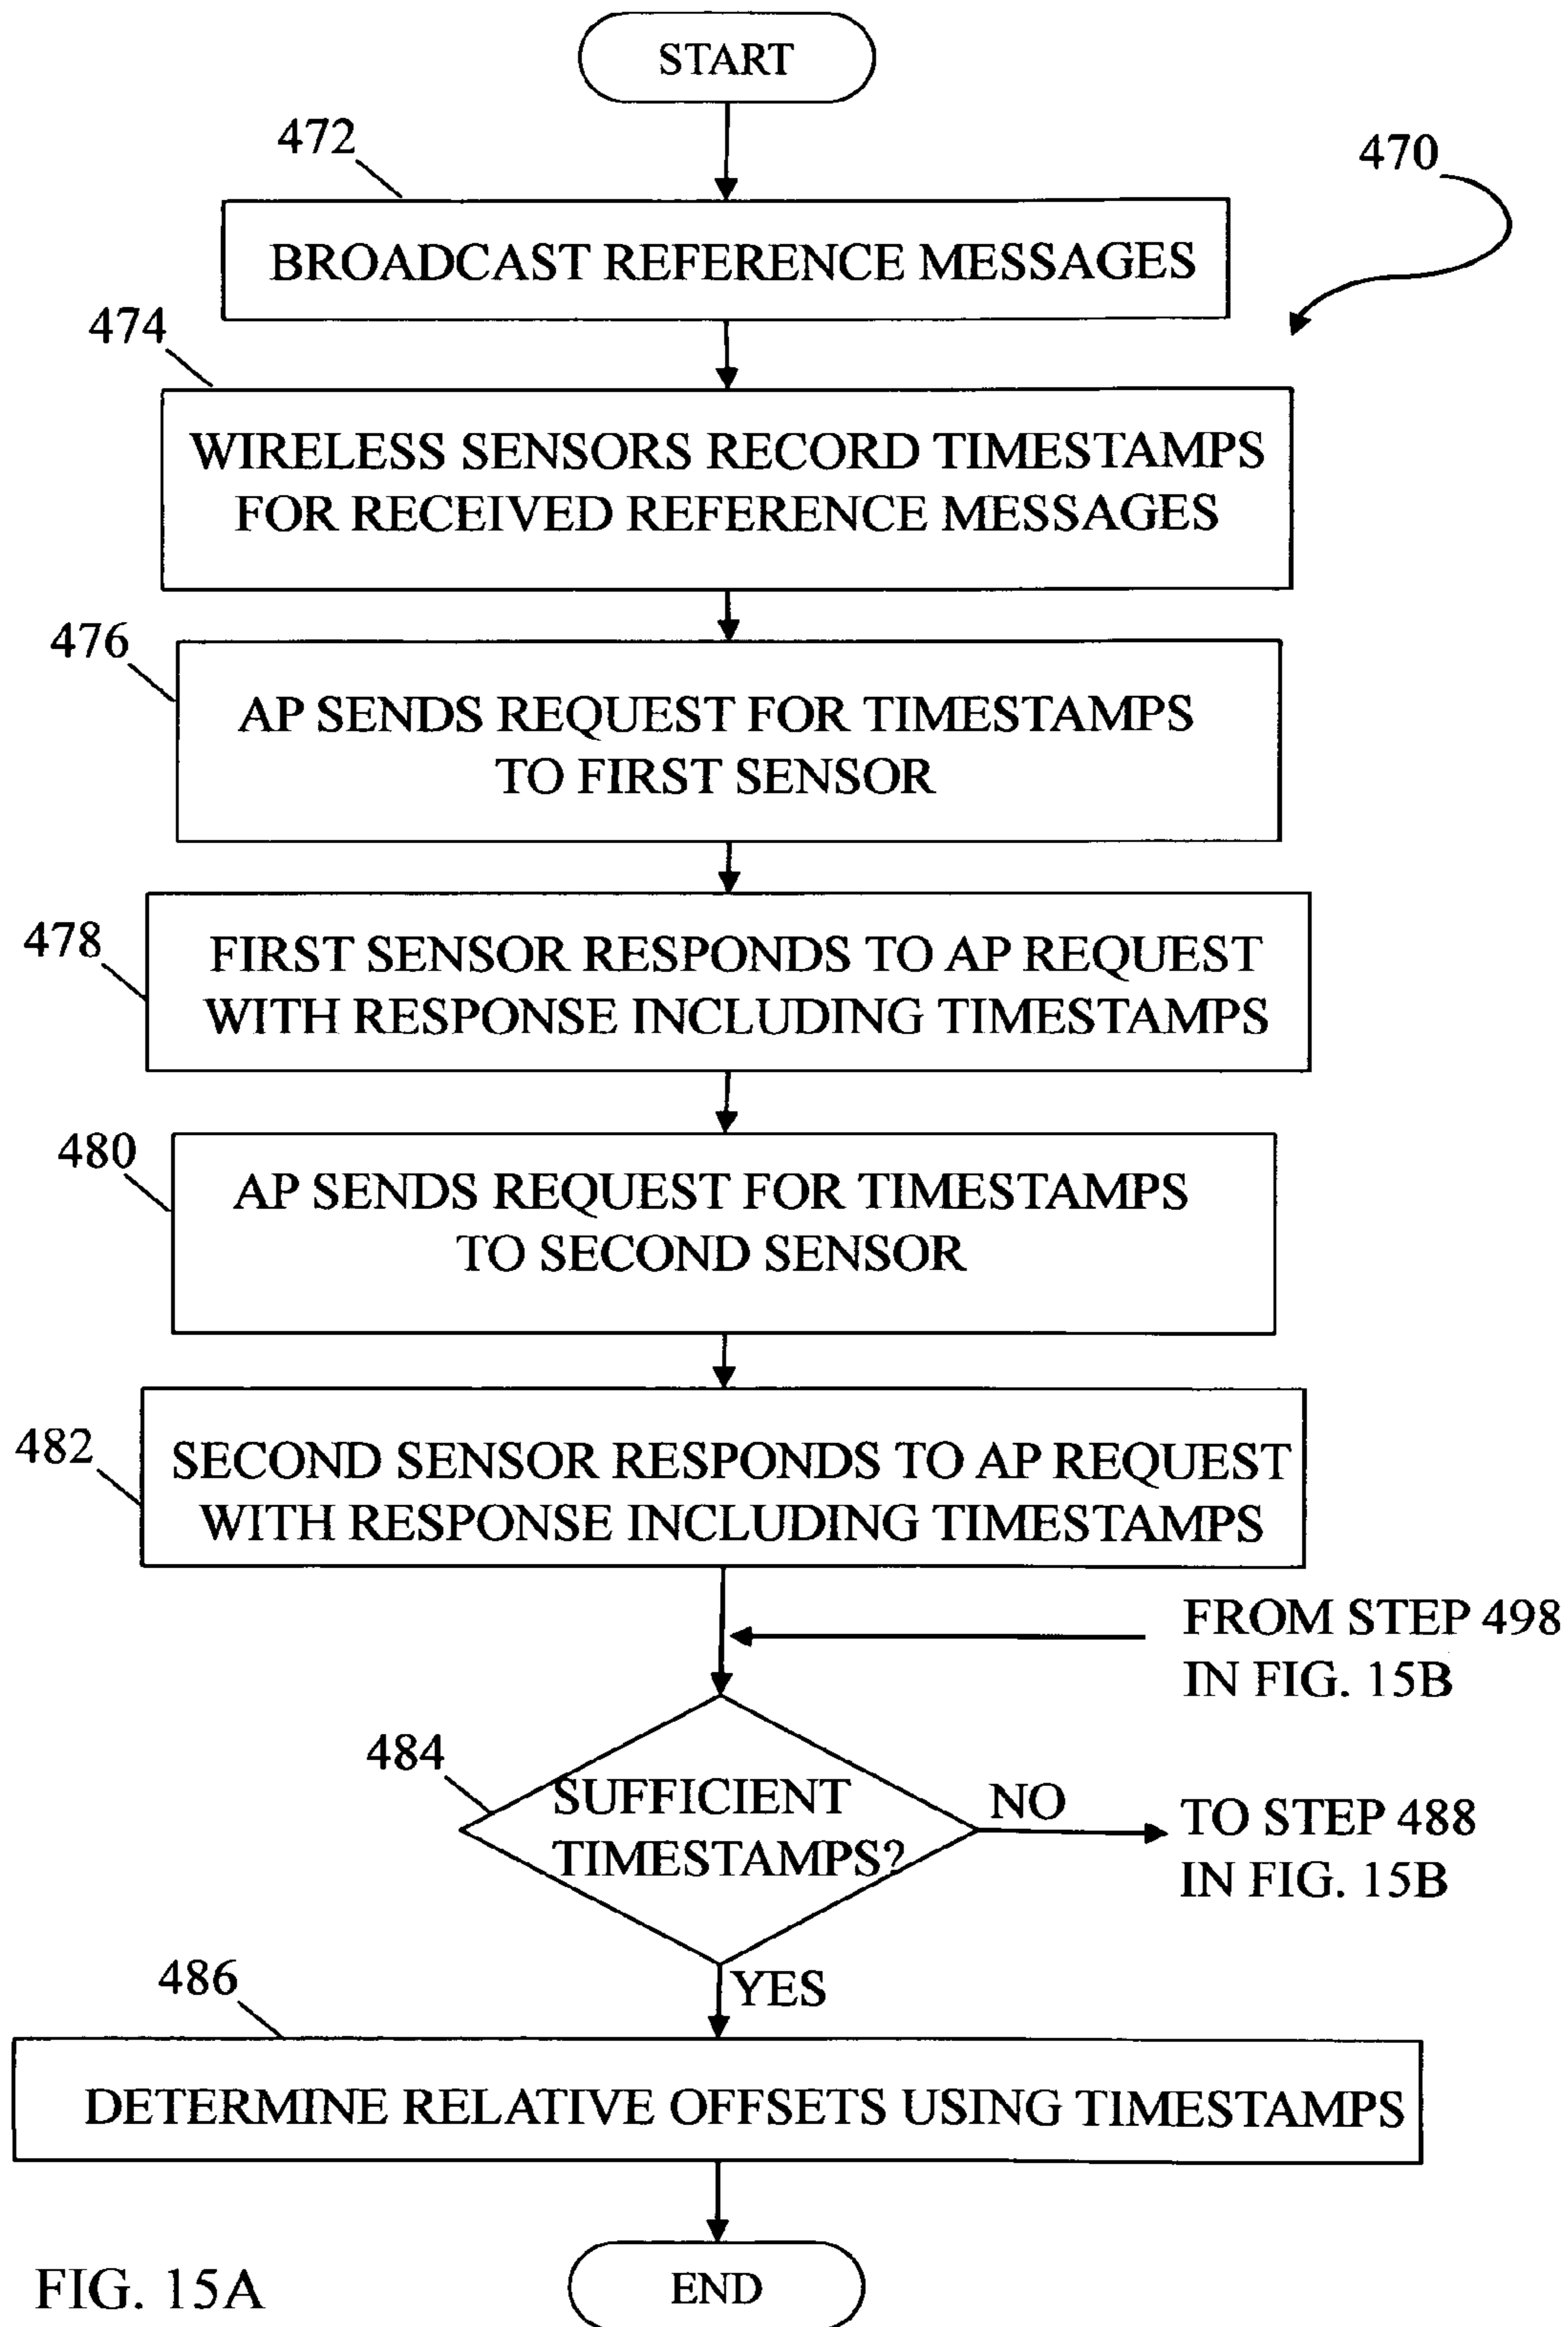 START
472
470
BROADCAST REFERENCE MESSAGES
474
WIRELESS SENSORS RECORD TIMESTAMPS
FOR RECEIVED REFERENCE MESSAGES
476
AP SENDS REQUEST FOR TIMESTAMPS
TO FIRST SENSOR
478
FIRST SENSOR RESPONDS TO AP REQUEST
WITH RESPONSE INCLUDING TIMESTAMPS
480
AP SENDS REQUEST FOR TIMESTAMPS
TO SECOND SENSOR
482
SECOND SENSOR RESPONDS TO AP REQUEST
WITH RESPONSE INCLUDING TIMESTAMPS
FROM STEP 498
IN FIG. 15B
484
SUFFICIENT
TIMESTAMPS?
NO
TO STEP 488
IN FIG. 15B
YES
486
DETERMINE RELATIVE OFFSETS USING TIMESTAMPS
END
FIG. 15A